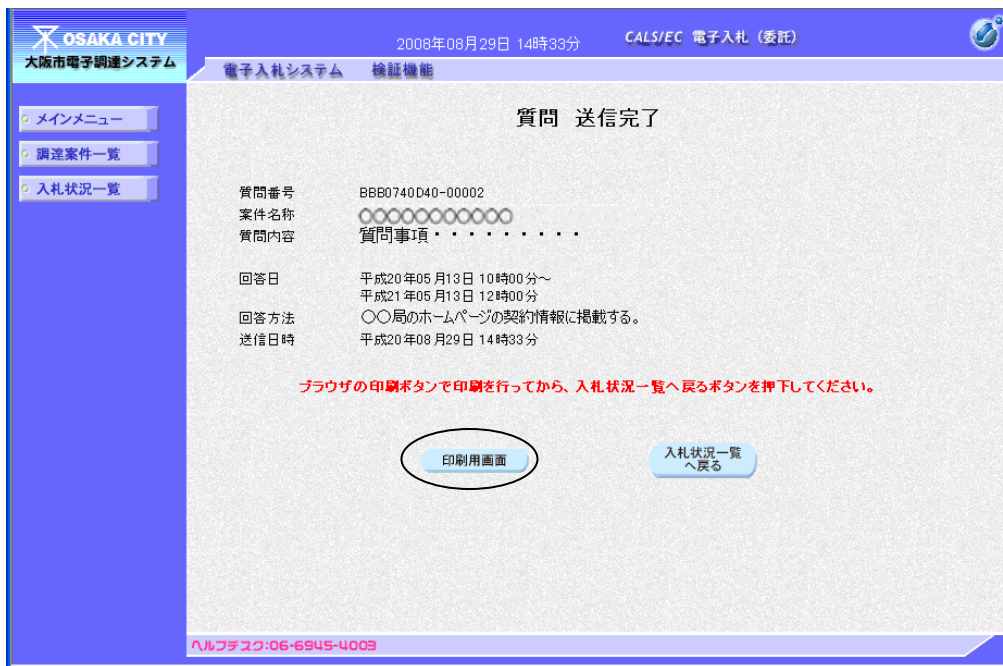 OSAKA CITY
大阪市電子調達システム
2008年08月29日 14時33分
CALS/EC 電子入札（委託）
電子入札システム 検証機能
メインメニュー
調達案件一覧
入札状況一覧
質問 送信完了
質問番号 BBB0740D40-00002
案件名称 〇〇〇〇〇〇〇〇〇〇〇
質問内容 質問事項・・・・・・・・・
回答日 平成20年05月13日 10時00分～
平成21年05月13日 12時00分
回答方法 〇〇局のホームページの契約情報に掲載する。
送信日時 平成20年08月29日 14時33分
ブラウザの印刷ボタンで印刷を行ってから、入札状況一覧へ戻るボタンを押下してください。
印刷用画面
入札状況一覧
へ戻る
ヘルプデスク:06-6945-4003